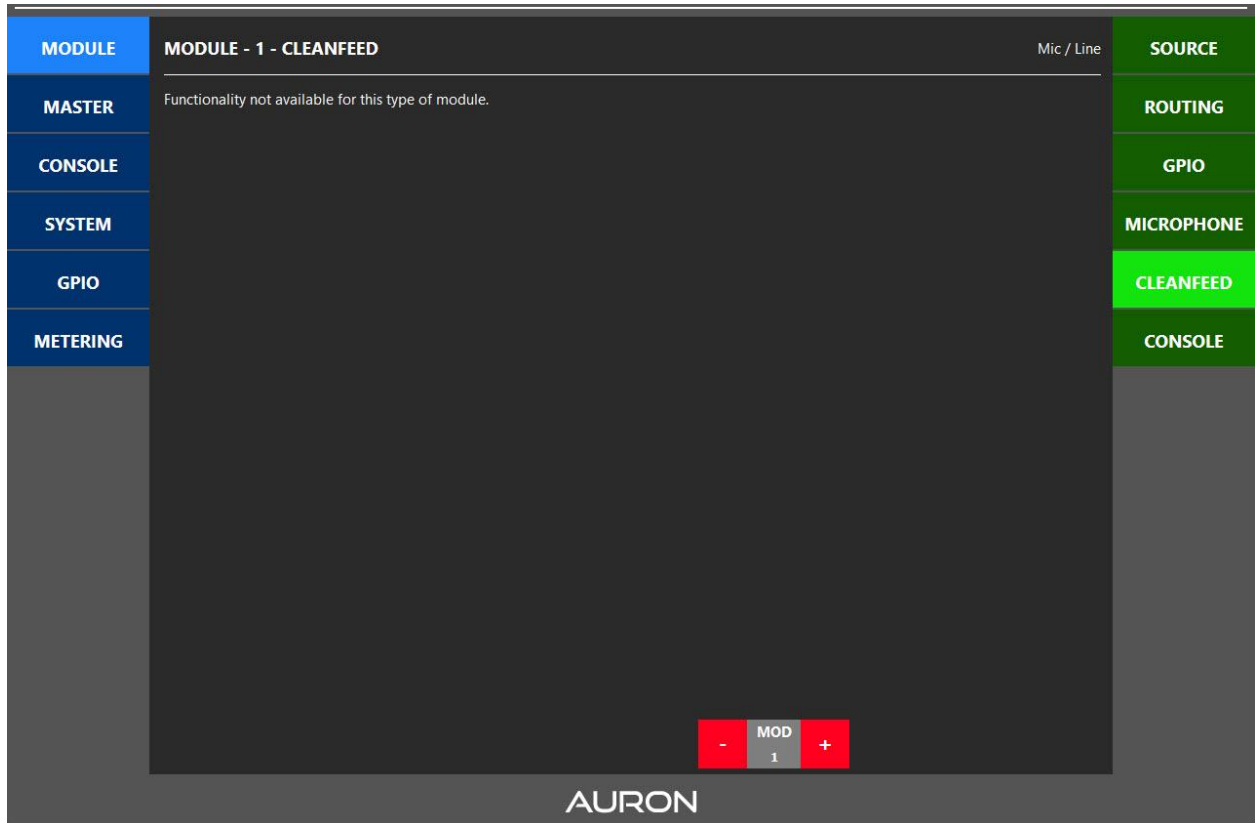 MODULE
MASTER
CONSOLE
SYSTEM
GPIO
METERING
MODULE - 1 - CLEANFEED
Mic / Line
Functionality not available for this type of module.
-
MOD
1
+
SOURCE
ROUTING
GPIO
MICROPHONE
CLEANFEED
CONSOLE
AURON